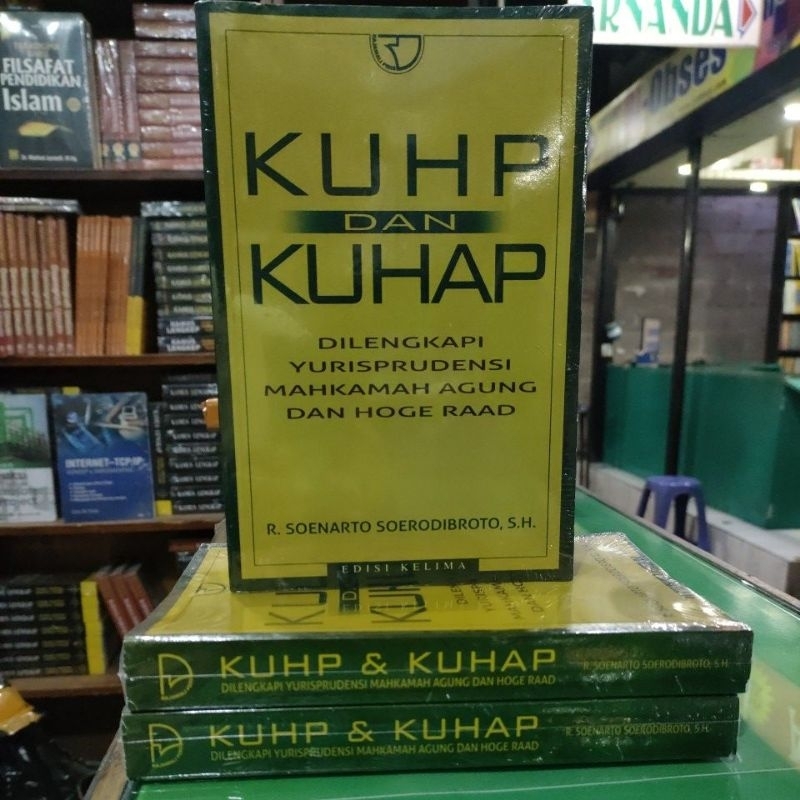 RNANDA
Obses
FILSAFAT
PENDIDIKAN
Islam
KUHP
DAN
KUHAP
DILENGKAPI
YURISPRUDENSI
MAHKAMAH AGUNG
DAN HOGE RAAD
R. SOENARTO SOERODIBROTO, S.H.
EDISI KELIMA
INTERNET-TCP/IP
KUHP & KUHAP
R. SOENARTO SOERODIBROTO, S.H.
DILENGKAPI YURISPRUDENSI MAHKAMAH AGUNG DAN HOGE RAAD
KUHP & KUHAP
R. SOENARTO SOERODIBROTO, S.H.
DILENGKAPI YURISPRUDENSI MAHKAMAH AGUNG DAN HOGE RAAD